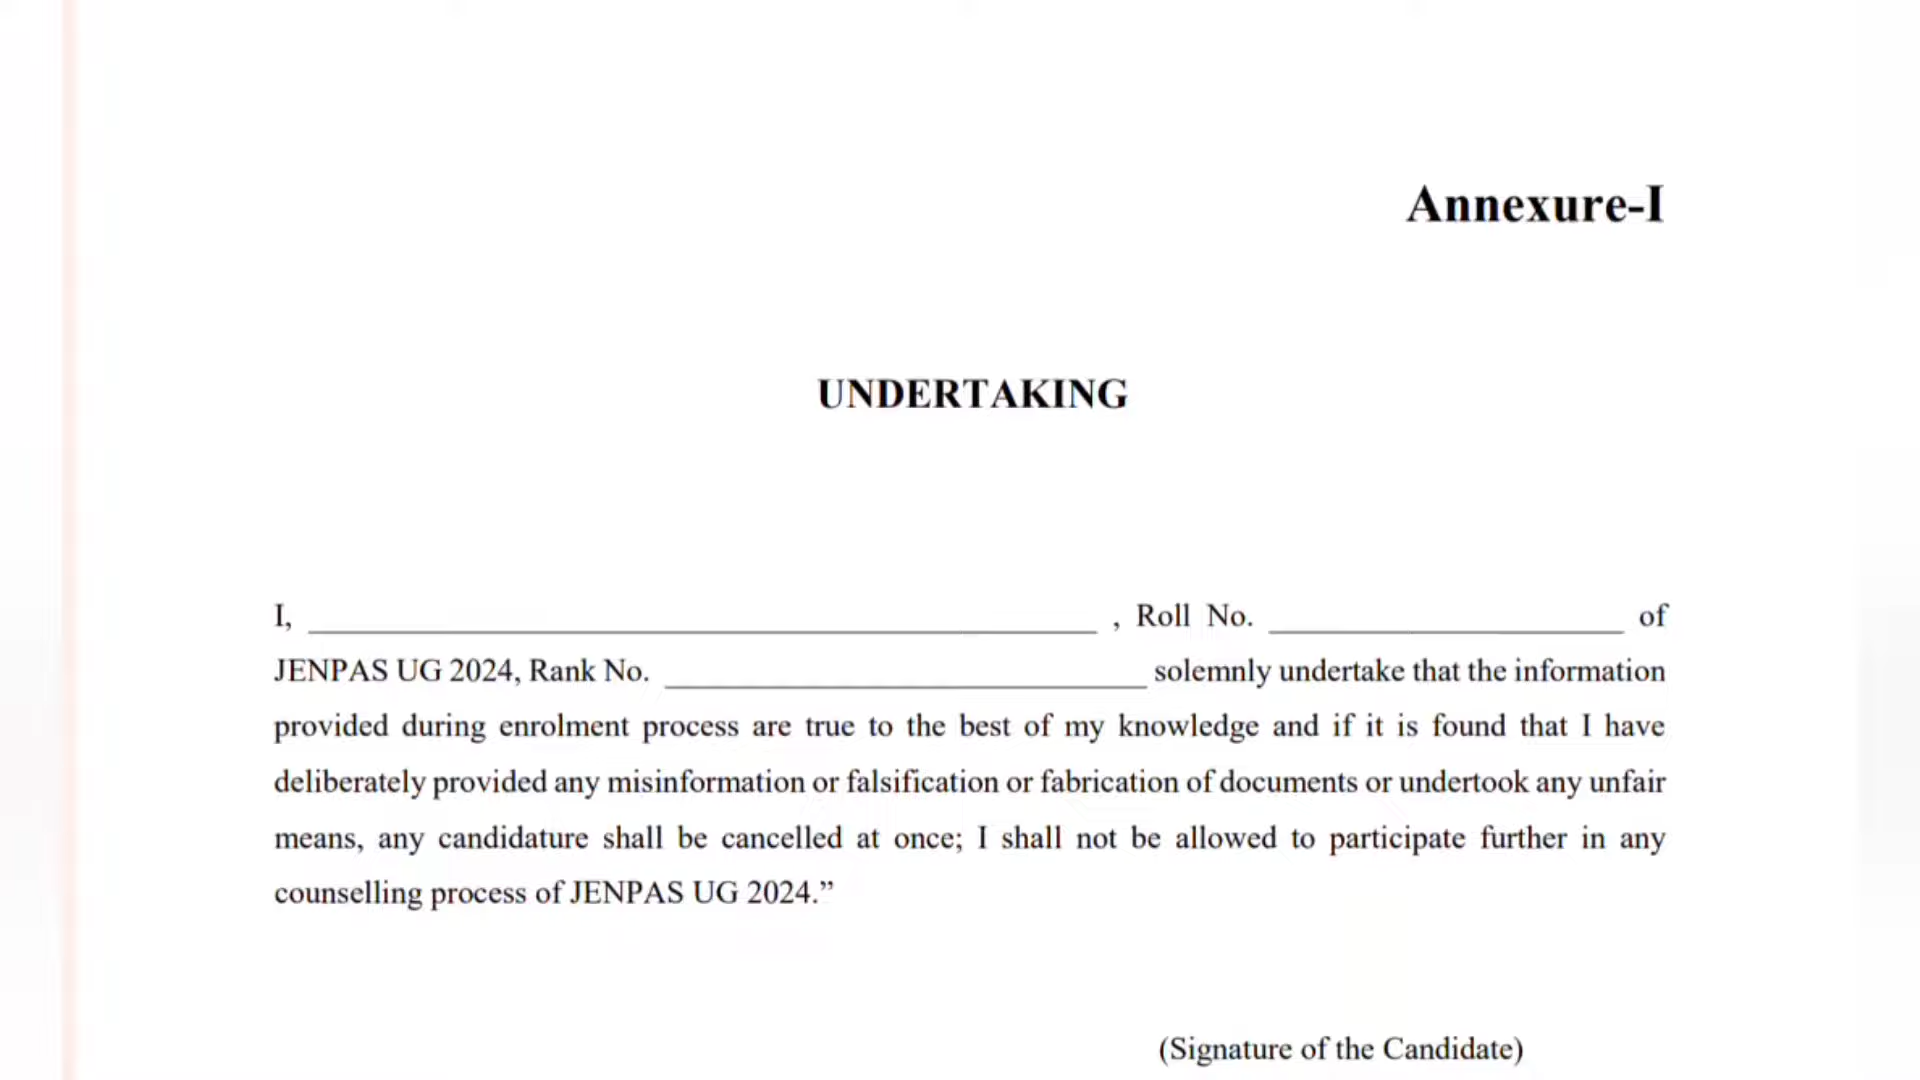 Annexure-I
UNDERTAKING
I, ____________________ , Roll No. ____________________ of
JENPAS UG 2024, Rank No. ____________________ solemnly undertake that the information
provided during enrolment process are true to the best of my knowledge and if it is found that I have
deliberately provided any misinformation or falsification or fabrication of documents or undertook any unfair
means, any candidature shall be cancelled at once; I shall not be allowed to participate further in any
counselling process of JENPAS UG 2024.”
(Signature of the Candidate)